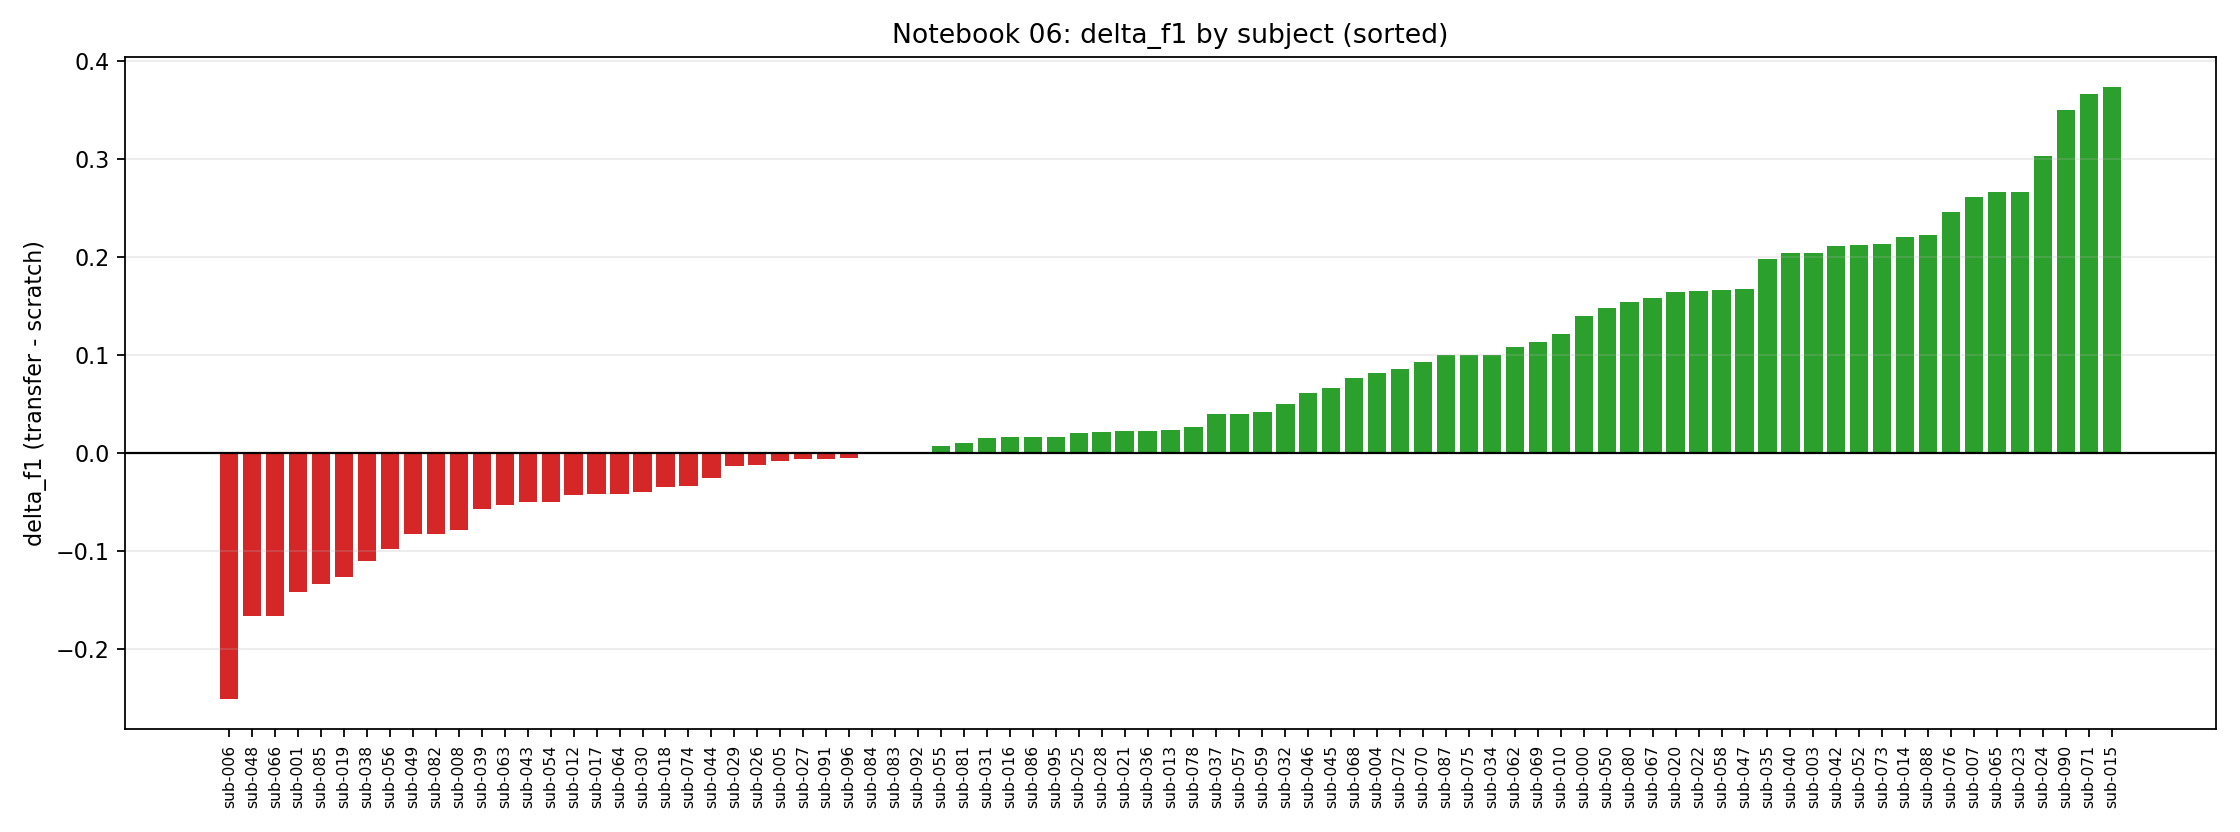 Notebook 06: delta_f1 by subject (sorted)
delta_f1 (transfer - scratch)
0.4
0.3
0.2
0.1
0.0
−0.1
−0.2
sub-006
sub-048
sub-066
sub-001
sub-085
sub-019
sub-038
sub-056
sub-049
sub-082
sub-008
sub-039
sub-063
sub-043
sub-054
sub-012
sub-017
sub-064
sub-030
sub-018
sub-074
sub-044
sub-029
sub-026
sub-005
sub-027
sub-091
sub-096
sub-084
sub-083
sub-092
sub-055
sub-081
sub-031
sub-016
sub-086
sub-095
sub-025
sub-028
sub-021
sub-036
sub-013
sub-078
sub-037
sub-057
sub-059
sub-032
sub-046
sub-045
sub-068
sub-004
sub-072
sub-070
sub-087
sub-075
sub-034
sub-062
sub-069
sub-010
sub-000
sub-050
sub-080
sub-067
sub-020
sub-022
sub-058
sub-047
sub-035
sub-040
sub-003
sub-042
sub-052
sub-073
sub-014
sub-088
sub-076
sub-007
sub-065
sub-023
sub-024
sub-090
sub-071
sub-015